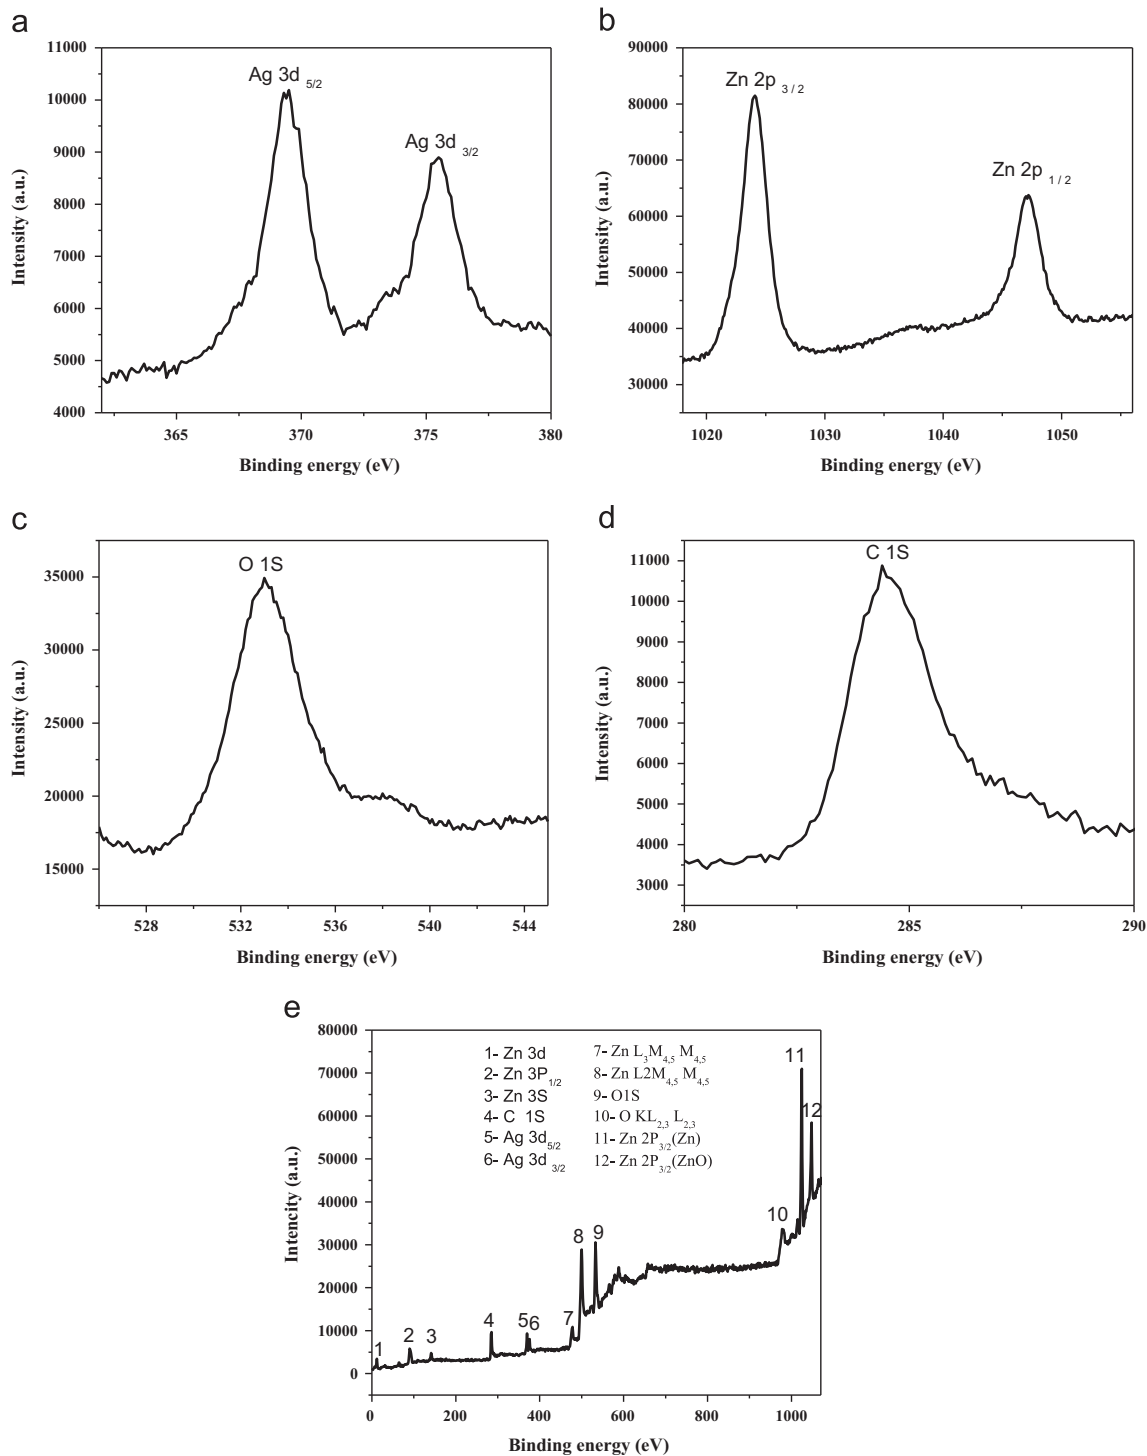 a
11000
10000
9000
8000
7000
6000
5000
4000
Intensity (a.u.)
Ag 3d 5/2
Ag 3d 3/2
365 370 375 380
Binding energy (eV)
b
90000
80000
70000
60000
50000
40000
30000
Intensity (a.u.)
Zn 2p 3 / 2
Zn 2p 1 / 2
1020 1030 1040 1050
Binding energy (eV)
c
35000
30000
25000
20000
15000
Intensity (a.u.)
O 1S
528 532 536 540 544
Binding energy (eV)
d
11000
10000
9000
8000
7000
6000
5000
4000
3000
Intensity (a.u.)
C 1S
280 285 290
Binding energy (eV)
e
80000
70000
60000
50000
40000
30000
20000
10000
0
Intencity (a.u.)
1- Zn 3d
2- Zn 3P1/2
3- Zn 3S
4- C 1S
5- Ag 3d5/2
6- Ag 3d 3/2
7- Zn L3M4,5 M4,5
8- Zn L2M4,5 M4,5
9- O1S
10- O KL2,3 L2,3
11- Zn 2P3/2(Zn)
12- Zn 2P3/2(ZnO)
1 2 3 4 5 6 7 8 9 10 11 12
0 200 400 600 800 1000
Binding energy (eV)